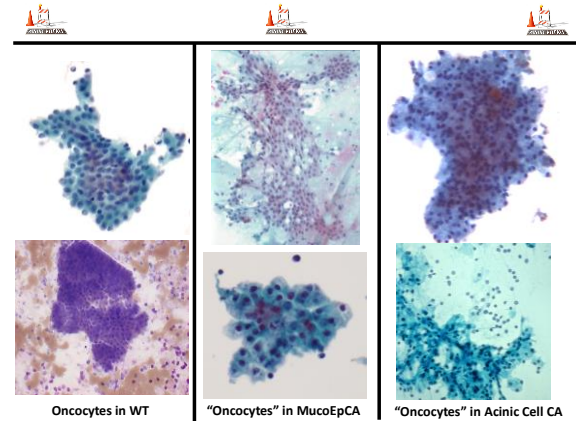 Oncocytes in WT
“Oncocytes” in MucoEpCA
“Oncocytes” in Acinic Cell CA